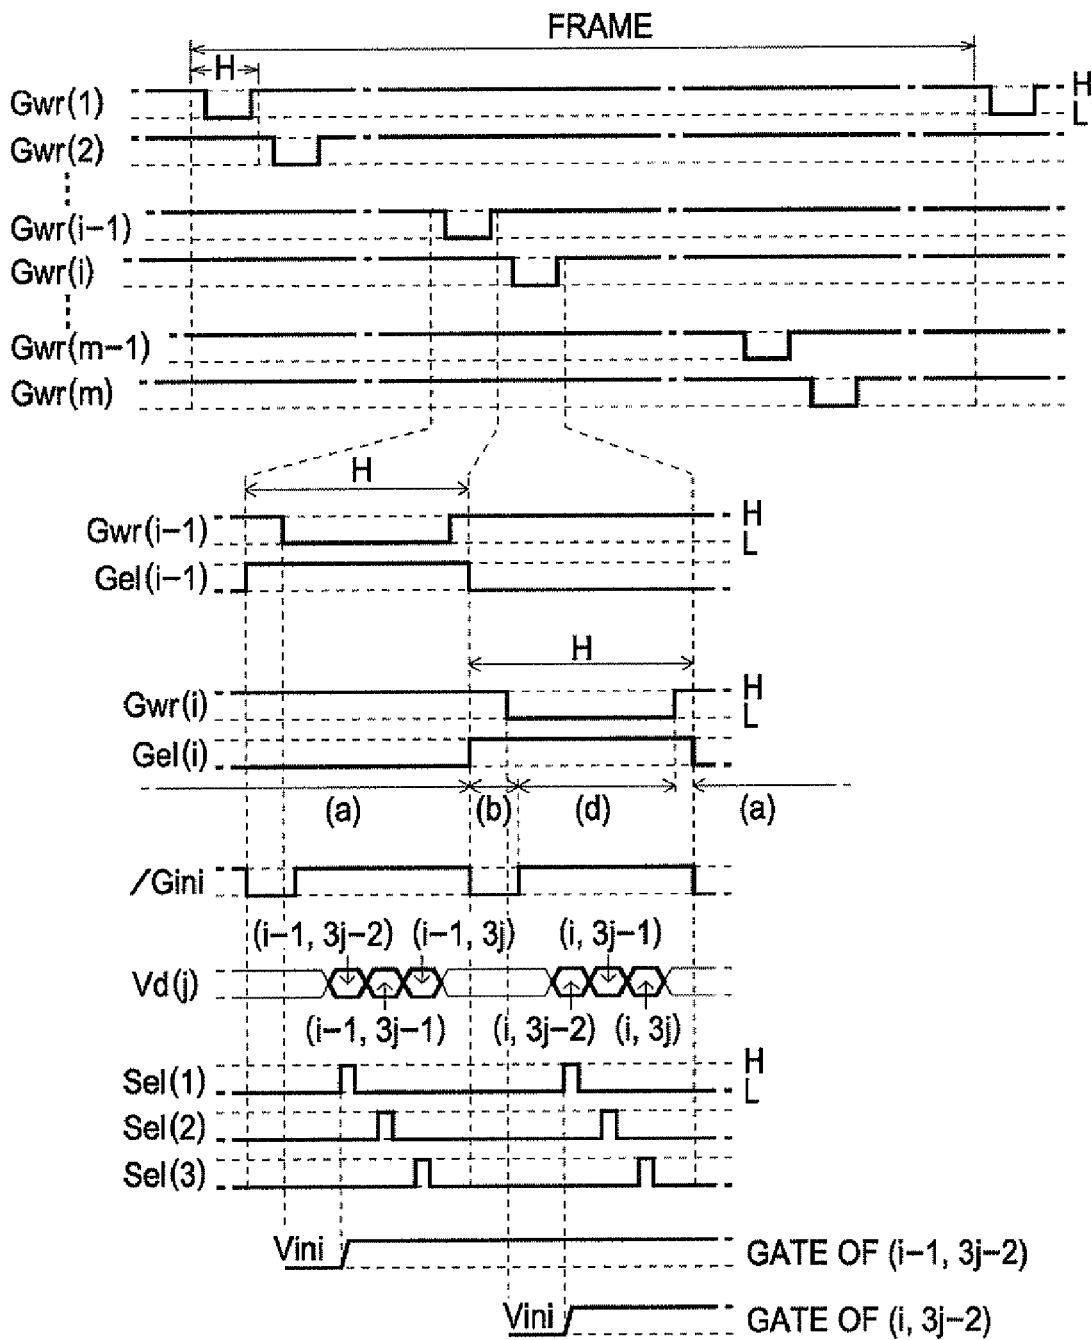 FRAME
H
Gwr(1)
H
L
Gwr(2)
Gwr(i-1)
Gwr(i)
Gwr(m-1)
Gwr(m)
H
Gwr(i-1)
H
L
Gel(i-1)
H
Gwr(i)
H
L
Gel(i)
(a) (b) (d) (a)
/Gini
(i-1, 3j-2) (i-1, 3j) (i, 3j-1)
Vd(j)
(i-1, 3j-1) (i, 3j-2) (i, 3j)
Sel(1)
H
L
Sel(2)
Sel(3)
Vini GATE OF (i-1, 3j-2)
Vini GATE OF (i, 3j-2)